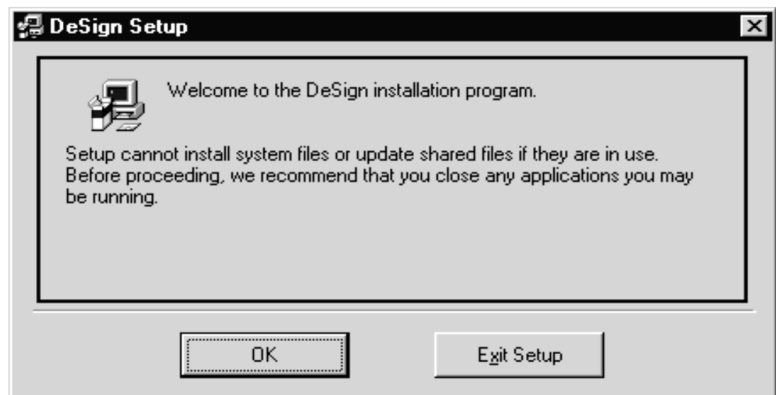 DeSign Setup
Welcome to the DeSign installation program.
Setup cannot install system files or update shared files if they are in use.
Before proceeding, we recommend that you close any applications you may
be running.
OK
Exit Setup